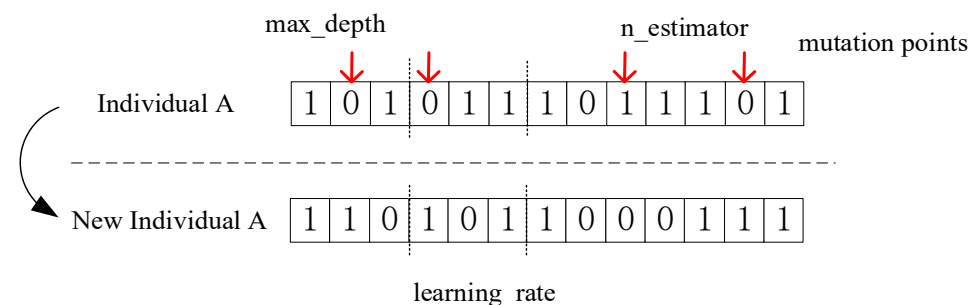 max_depth
n_estimator
mutation points
Individual A 1 0 1 0 1 1 1 0 1 1 1 0 1
New Individual A 1 1 0 1 0 1 1 0 0 0 1 1 1
learning_rate